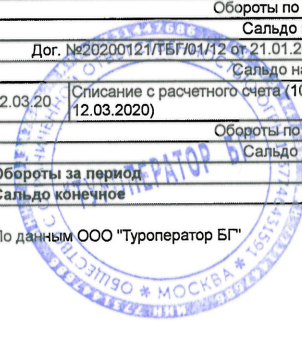 Обороты по
Сальдо
Дог. №20200121/ТБГ/01/12 от 21.01.2
Сальдо на
2.03.20 Списание с расчетного счета (10
12.03.2020)
Обороты по
Сальдо
Обороты за период
Сальдо конечное
По данным ООО "Туроператор БГ"
ТУРОПЕРАТОР БГ
ОБЩЕСТВО С
* МОСКВА *